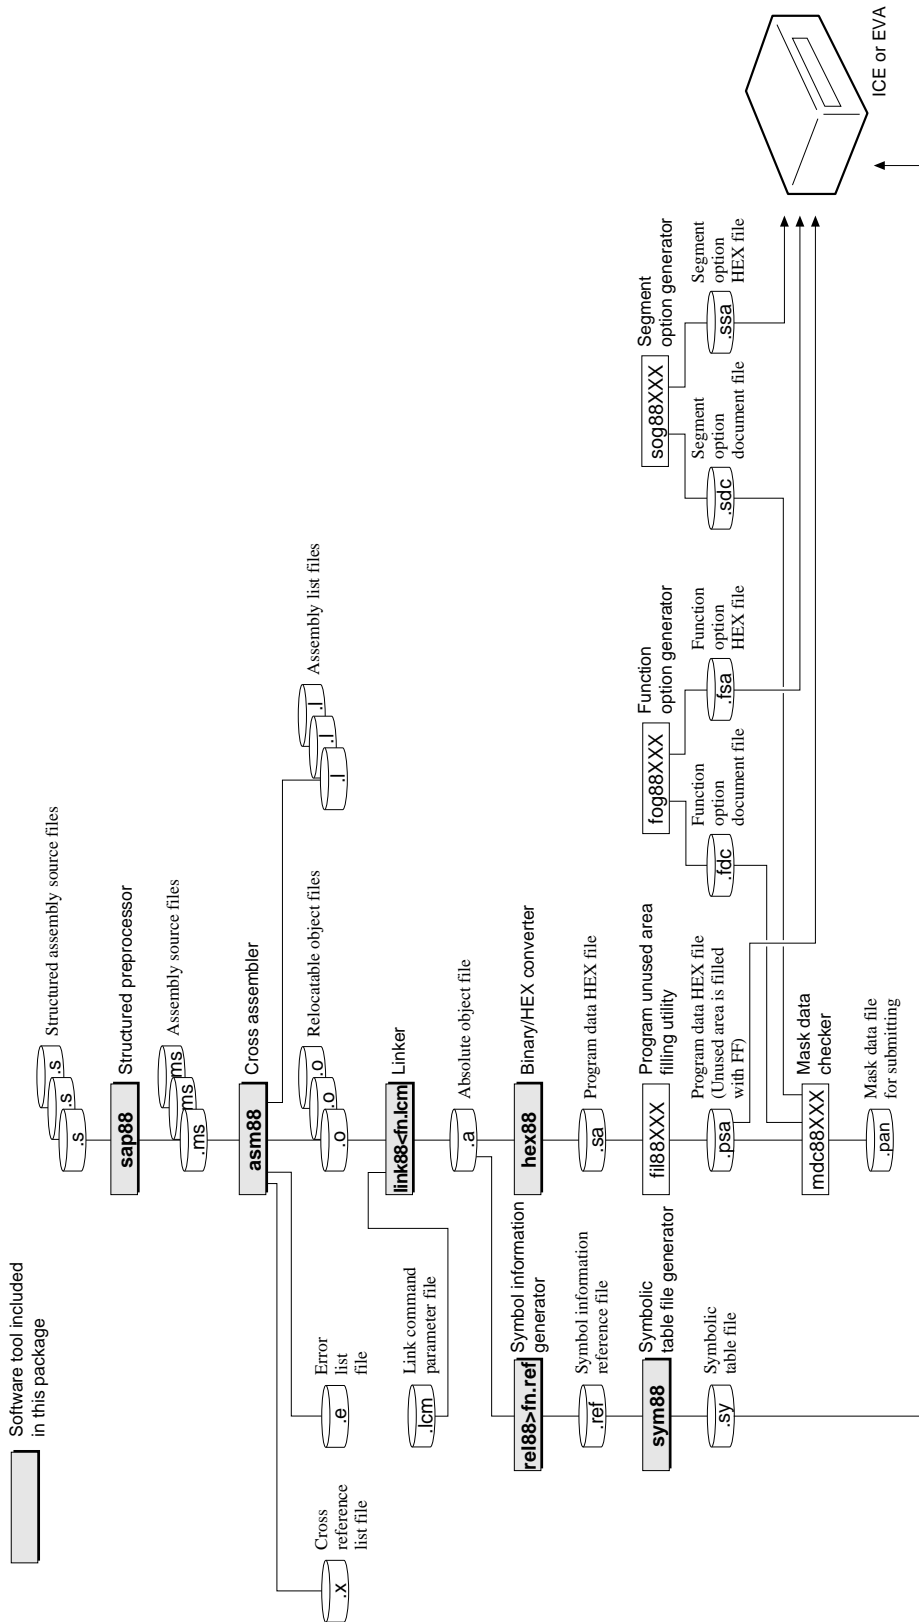 Software tool included
in this package
.s
.s
.s
Structured assembly source files
sap88
Structured preprocessor
.ms
ms
ms
Assembly source files
asm88
Cross assembler
.x
Cross
reference
list file
.e
Error
list
file
.o
.o
.o
Relocatable object files
.l
.l
.l
Assembly list files
.lcm
Link command
parameter file
link88<fn.lcm
Linker
.a
Absolute object file
rel88>fn.ref
Symbol information
generator
hex88
Binary/HEX converter
.ref
Symbol information
reference file
.sa
Program data HEX file
sym88
Symbolic
table file generator
fil88XXX
Program unused area
filling utility
fog88XXX
Function
option generator
sog88XXX
Segment
option generator
.sy
Symbolic
table file
.psa
Program data HEX file
(Unused area is filled
with FF)
.fdc
Function
option
document file
.fsa
Function
option
HEX file
.sdc
Segment
option
document file
.ssa
Segment
option
HEX file
mdc88XXX
Mask data
checker
.pan
Mask data file
for submitting
ICE or EVA